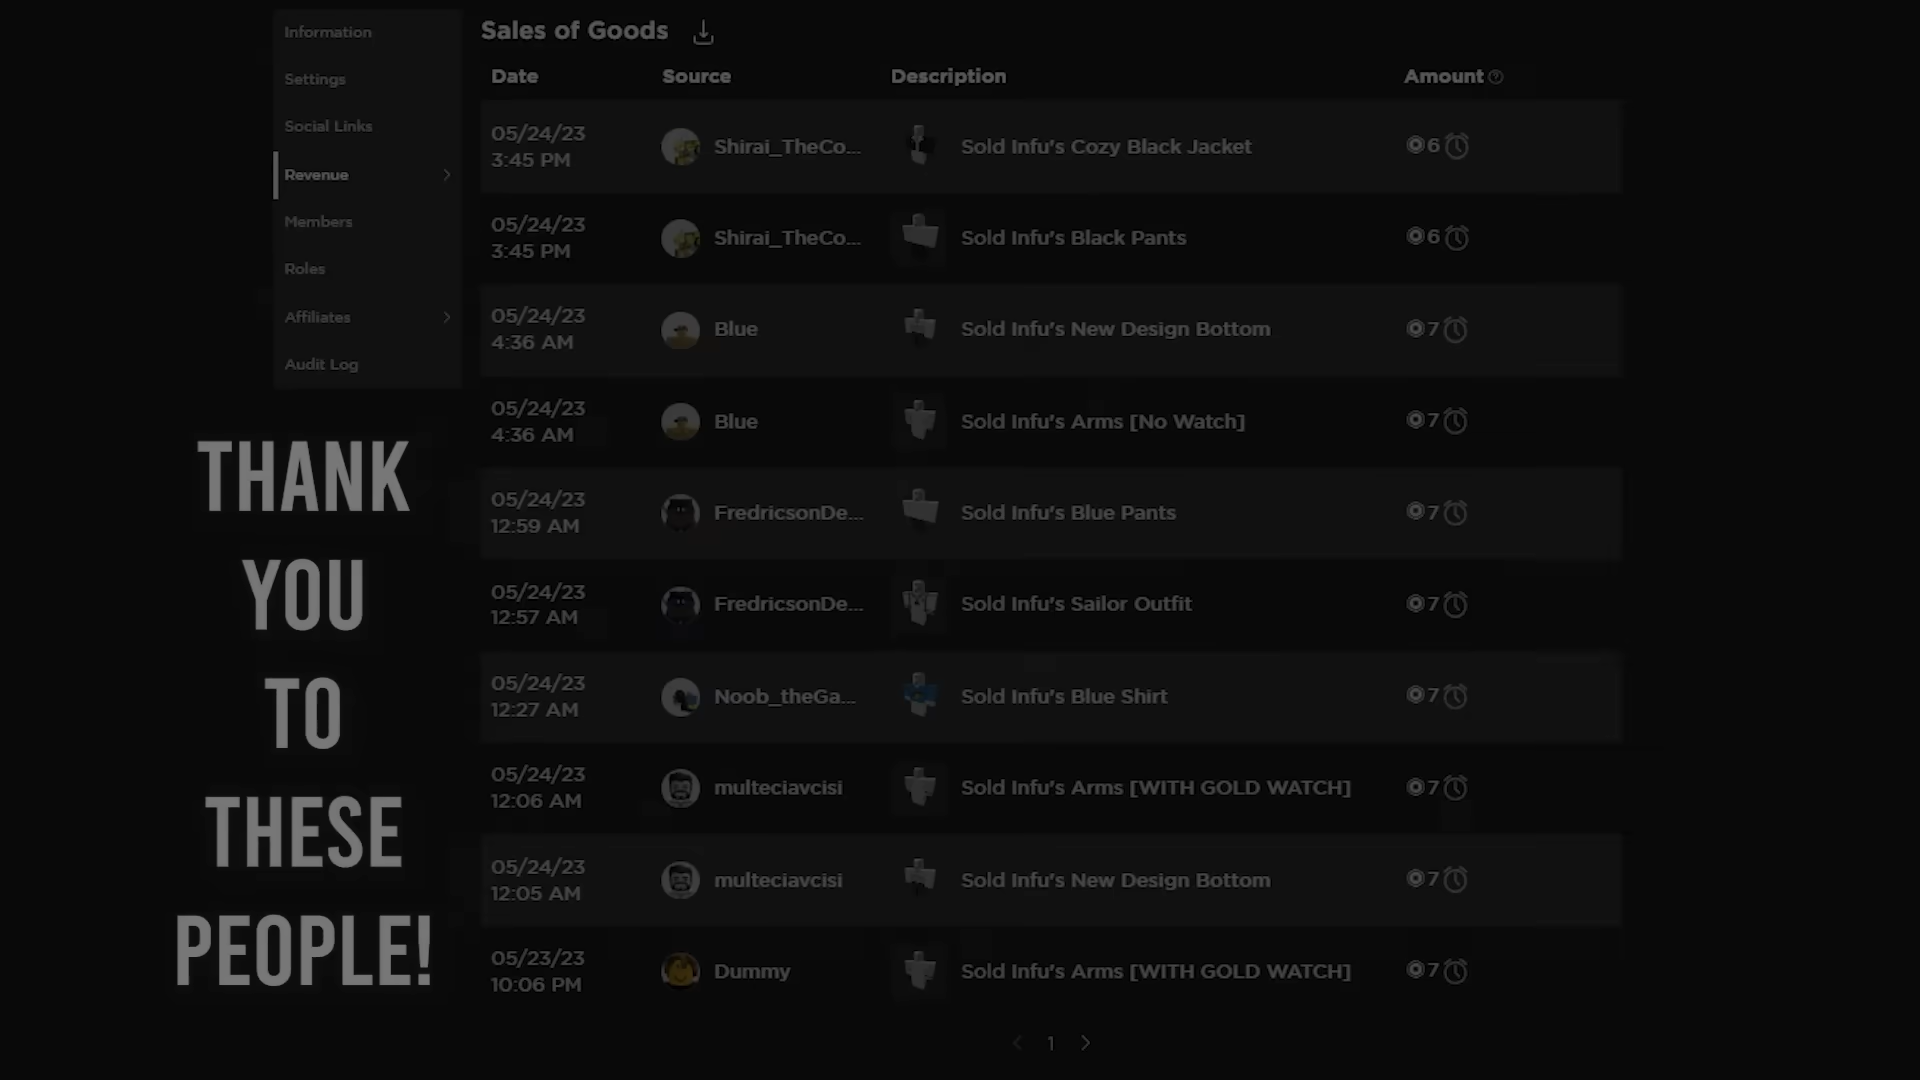 Information
Settings
Social Links
Revenue
Members
Roles
Affiliates
Audit Log
THANK
YOU
TO
THESE
PEOPLE!
Sales of Goods
Date Source Description Amount
05/24/23
3:45 PM
Shirai_TheCo... Sold Infu's Cozy Black Jacket 6
05/24/23
3:45 PM
Shirai_TheCo... Sold Infu's Black Pants 6
05/24/23
4:36 AM
Blue Sold Infu's New Design Bottom 7
05/24/23
4:36 AM
Blue Sold Infu's Arms [No Watch] 7
05/24/23
12:59 AM
FredricsonDe... Sold Infu's Blue Pants 7
05/24/23
12:57 AM
FredricsonDe... Sold Infu's Sailor Outfit 7
05/24/23
12:27 AM
Noob_theGa... Sold Infu's Blue Shirt 7
05/24/23
12:06 AM
multeciavcisi Sold Infu's Arms [WITH GOLD WATCH] 7
05/24/23
12:05 AM
multeciavcisi Sold Infu's New Design Bottom 7
05/23/23
10:06 PM
Dummy Sold Infu's Arms [WITH GOLD WATCH] 7
1